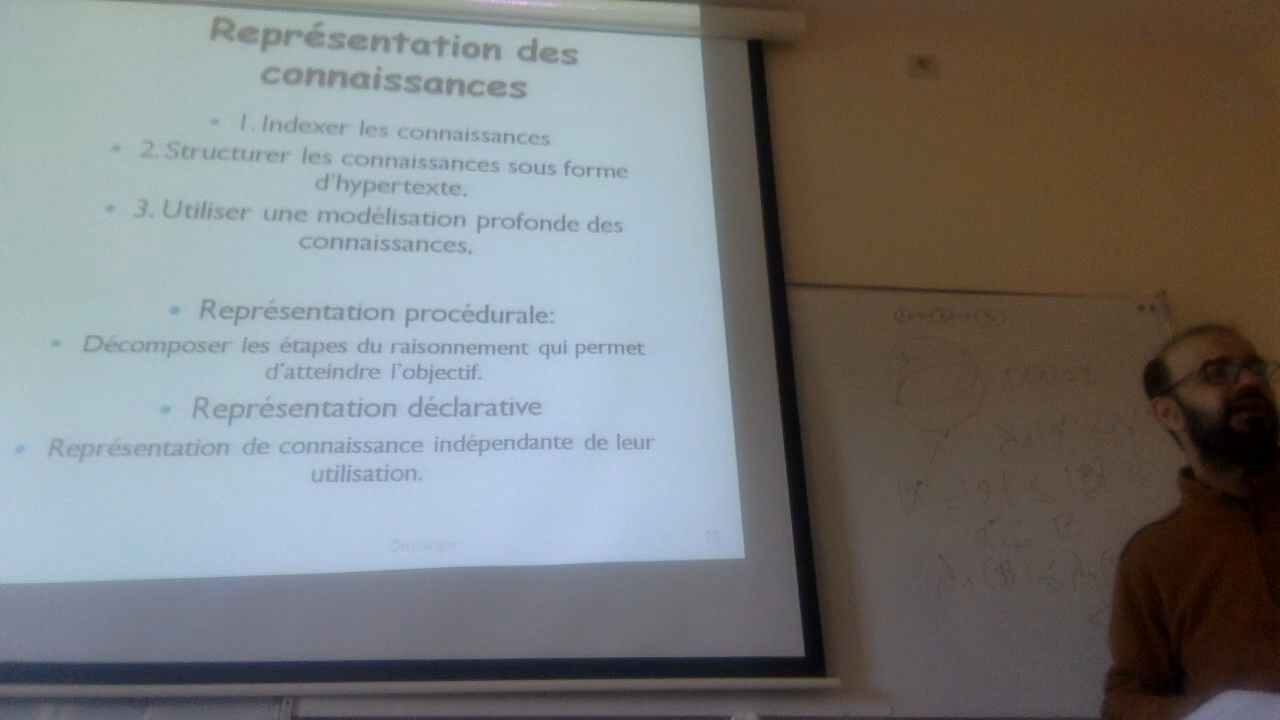 Représentation des
connaissances
• 1. Indexer les connaissances
• 2. Structurer les connaissances sous forme
d'hypertexte,
• 3. Utiliser une modélisation profonde des
connaissances,
• Représentation procédurale:
• Décomposer les étapes du raisonnement qui permet
d'atteindre l'objectif.
• Représentation déclarative
• Représentation de connaissance indépendante de leur
utilisation.